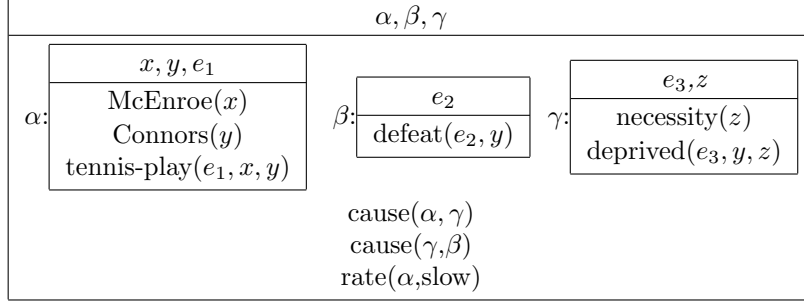 α, β, γ
α:
x, y, e₁
McEnroe(x)
Connors(y)
tennis-play(e₁, x, y)
β:
e₂
defeat(e₂, y)
γ:
e₃,z
necessity(z)
deprived(e₃, y, z)
cause(α, γ)
cause(γ,β)
rate(α,slow)